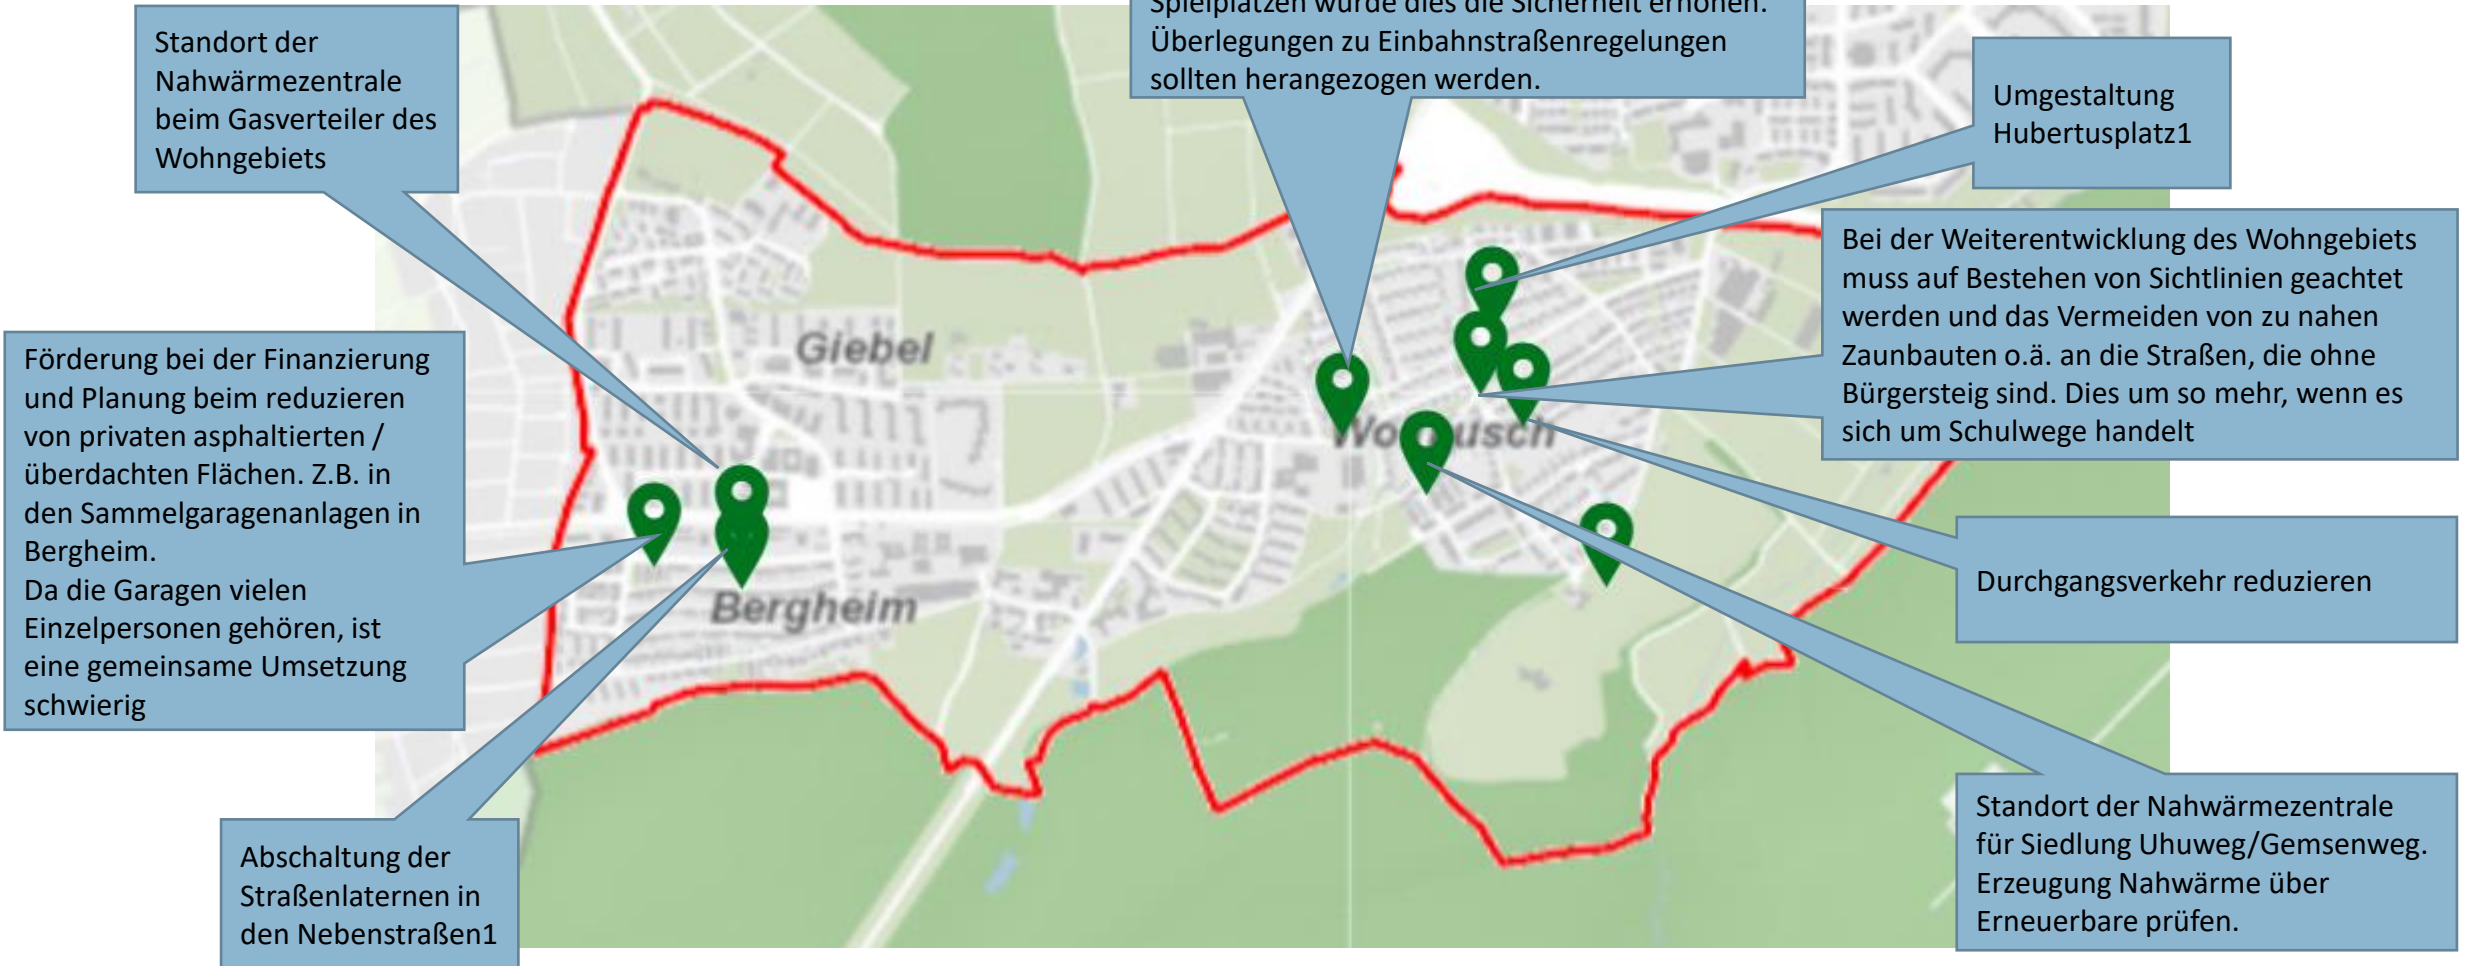 Spielplätzen würde dies die Sicherheit erhöhen.
Überlegungen zu Einbahnstraßenregelungen
sollten herangezogen werden.
Standort der
Nahwärmezentrale
beim Gasverteiler des
Wohngebiets
Umgestaltung
Hubertusplatz1
Bei der Weiterentwicklung des Wohngebiets
muss auf Bestehen von Sichtlinien geachtet
werden und das Vermeiden von zu nahen
Zaunbauten o.ä. an die Straßen, die ohne
Bürgersteig sind. Dies um so mehr, wenn es
sich um Schulwege handelt
Giebel
Förderung bei der Finanzierung
und Planung beim reduzieren
von privaten asphaltierten /
überdachten Flächen. Z.B. in
den Sammelgaragenanlagen in
Bergheim.
Da die Garagen vielen
Einzelpersonen gehören, ist
eine gemeinsame Umsetzung
schwierig
Bergheim
Durchgangsverkehr reduzieren
Abschaltung der
Straßenlaternen in
den Nebenstraßen1
Standort der Nahwärmezentrale
für Siedlung Uhuweg/Gemsenweg.
Erzeugung Nahwärme über
Erneuerbare prüfen.